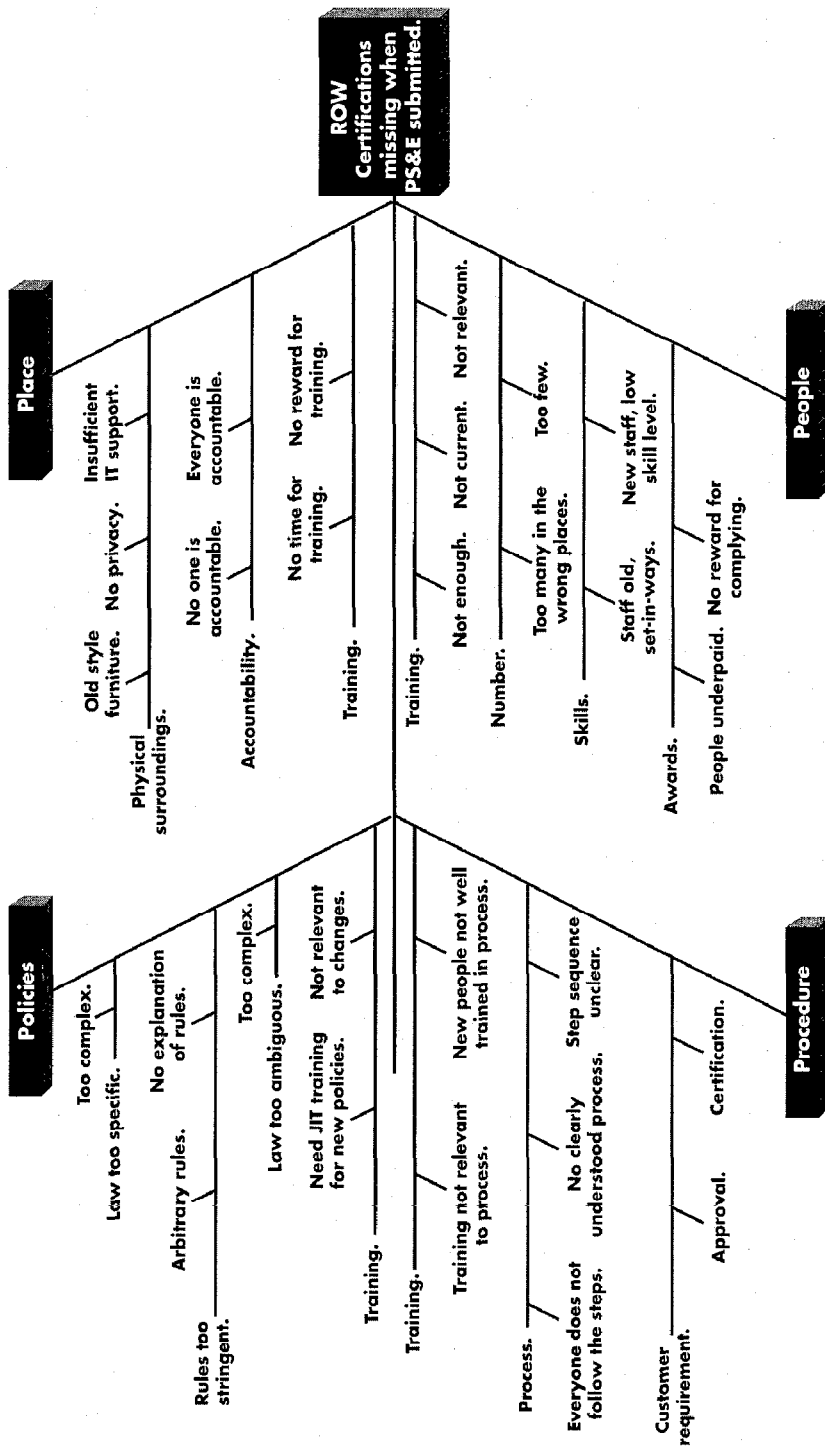 Policies
Too complex.
Law too specific.
No explanation
of rules.
Arbitrary rules.
Rules too
stringent.
Too complex.
Law too ambiguous.
Not relevant
to changes.
Need JIT training
for new policies.
Training.
Place
Insufficient
IT support.
No privacy.
Old style
furniture.
Physical
surroundings.
Everyone is
accountable.
No one is
accountable.
Accountability.
No reward for
training.
No time for
training.
Training.
ROW
Certifications
missing when
PS&E submitted.
Training.
New people not well
trained in process.
Training not relevant
to process.
Process.
Step sequence
unclear.
No clearly
understood process.
Everyone does not
follow the steps.
Customer
requirement.
Approval.
Certification.
Procedure
Training.
Not enough.
Not current.
Not relevant.
Number.
Too many in the
wrong places.
Too few.
Skills.
Staff old,
set-in-ways.
New staff, low
skill level.
Awards.
People underpaid.
No reward for
complying.
People